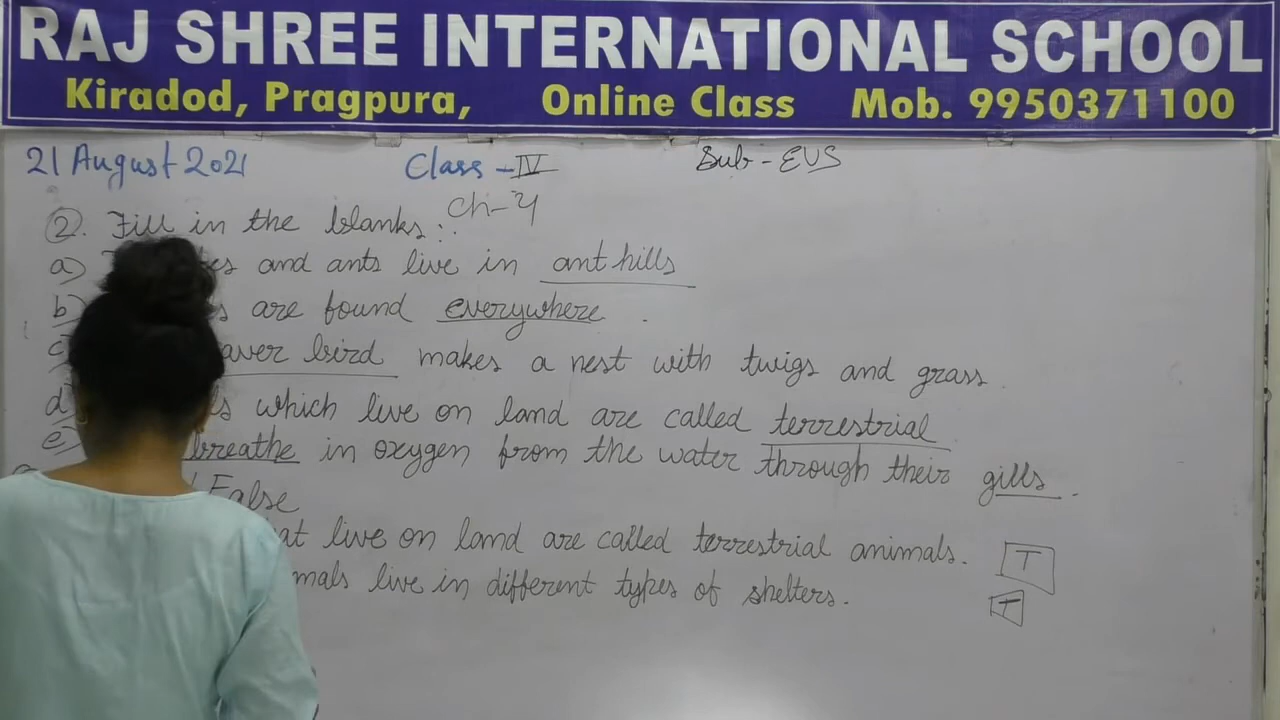 RAJ SHREE INTERNATIONAL SCHOOL
Kiradod, Pragpura, Online Class Mob. 9950371100
21 August 2021 Class - IV Sub - EVS
Ch-4
2. Fill in the blanks:
a) and ants live in ant hills
b) are found everywhere .
c) bird makes a nest with twigs and grass.
d) which live on land are called terrestrial
e) breathe in oxygen from the water through their gills.
False
live on land are called terrestrial animals. T
live in different types of shelters. T